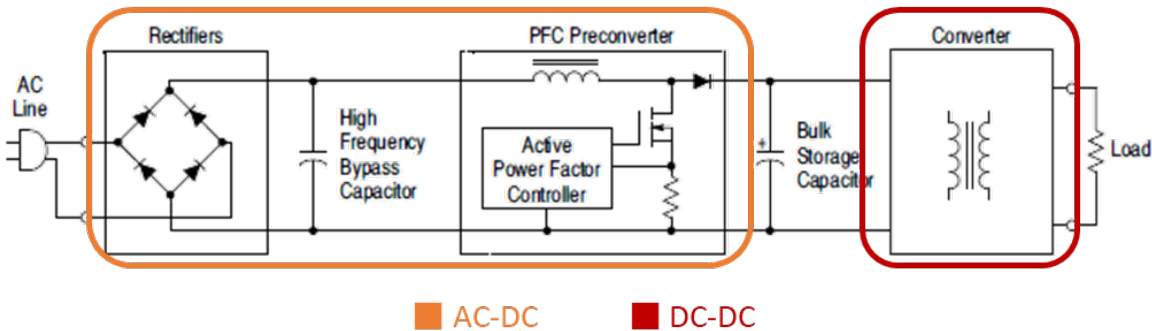 Rectifiers
PFC Preconverter
Converter
AC
Line
High
Frequency
Bypass
Capacitor
Active
Power Factor
Controller
+
Bulk
Storage
Capacitor
Load
AC-DC
DC-DC